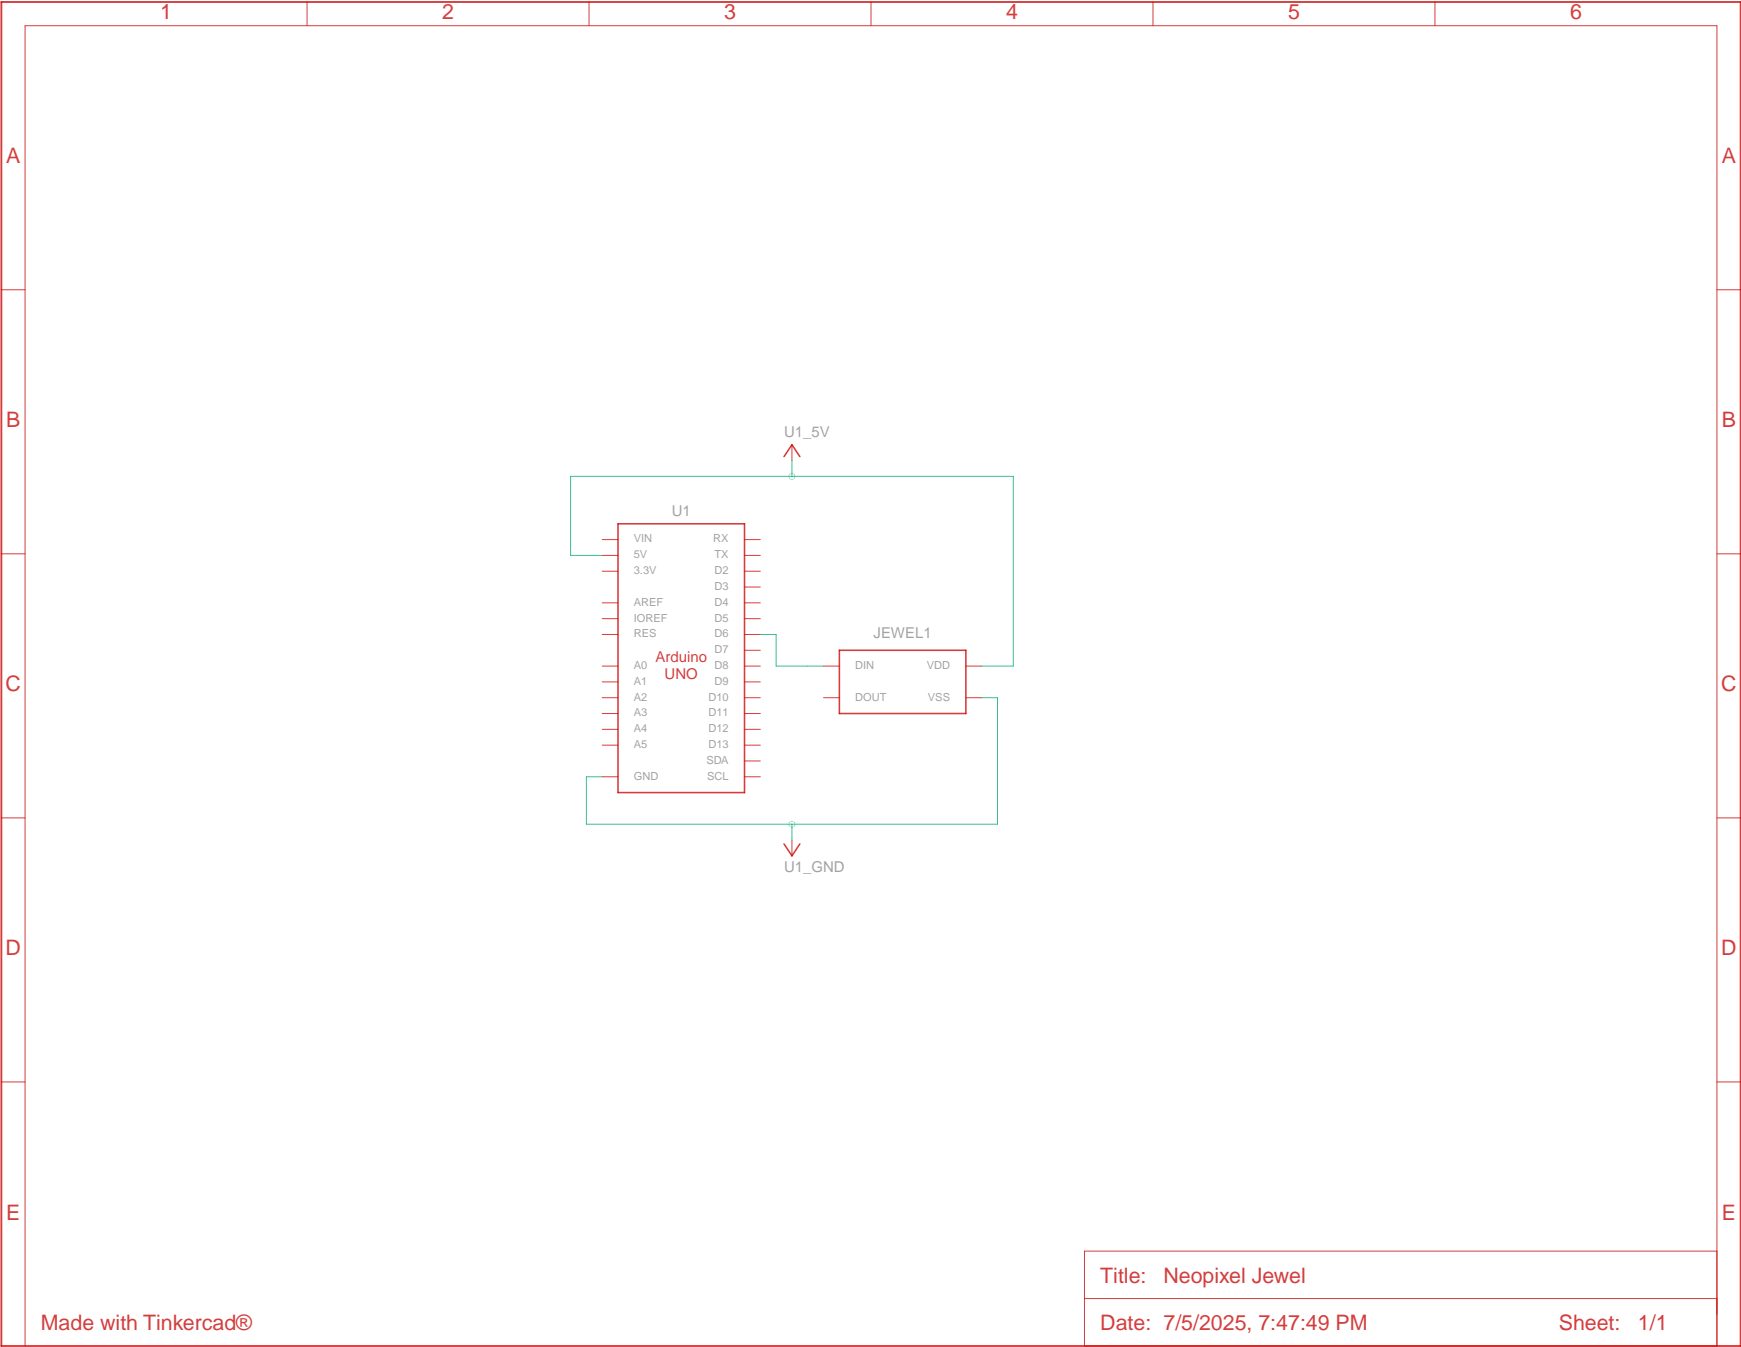 1 2 3 4 5 6
A A
B B
U1_5V
U1
VIN RX
5V TX
3.3V D2
D3
AREF D4
IOREF D5
RES D6
JEWEL1
D7
Arduino
A0 D8
DIN VDD
UNO
A1 D9
C C
A2 D10
DOUT VSS
A3 D11
A4 D12
A5 D13
SDA
GND SCL
U1_GND
D D
E E
Title: Neopixel Jewel
Made with Tinkercad®
Date: 7/5/2025, 7:47:49 PM Sheet: 1/1